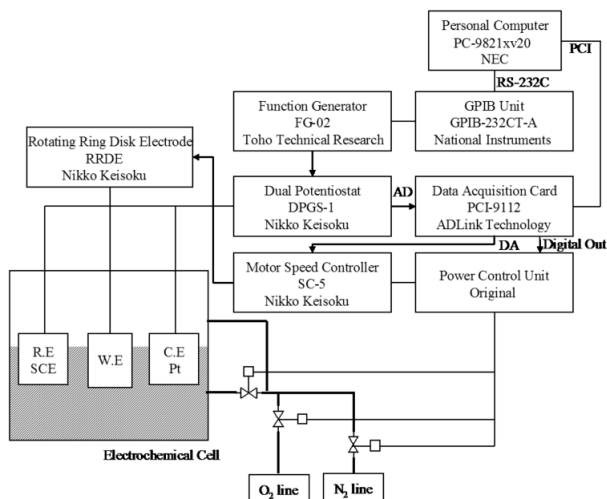 Personal Computer
PC-9821xv20
NEC
PCI
RS-232C
Function Generator
FG-02
Toho Technical Research
GPIB Unit
GPIB-232CT-A
National Instruments
Rotating Ring Disk Electrode
RRDE
Nikko Keisoku
Dual Potentiostat
DPGS-1
Nikko Keisoku
AD
Data Acquisition Card
PCI-9112
ADLink Technology
DA
Digital Out
Motor Speed Controller
SC-5
Nikko Keisoku
Power Control Unit
Original
R.E
SCE
W.E
C.E
Pt
Electrochemical Cell
O₂ line
N₂ line